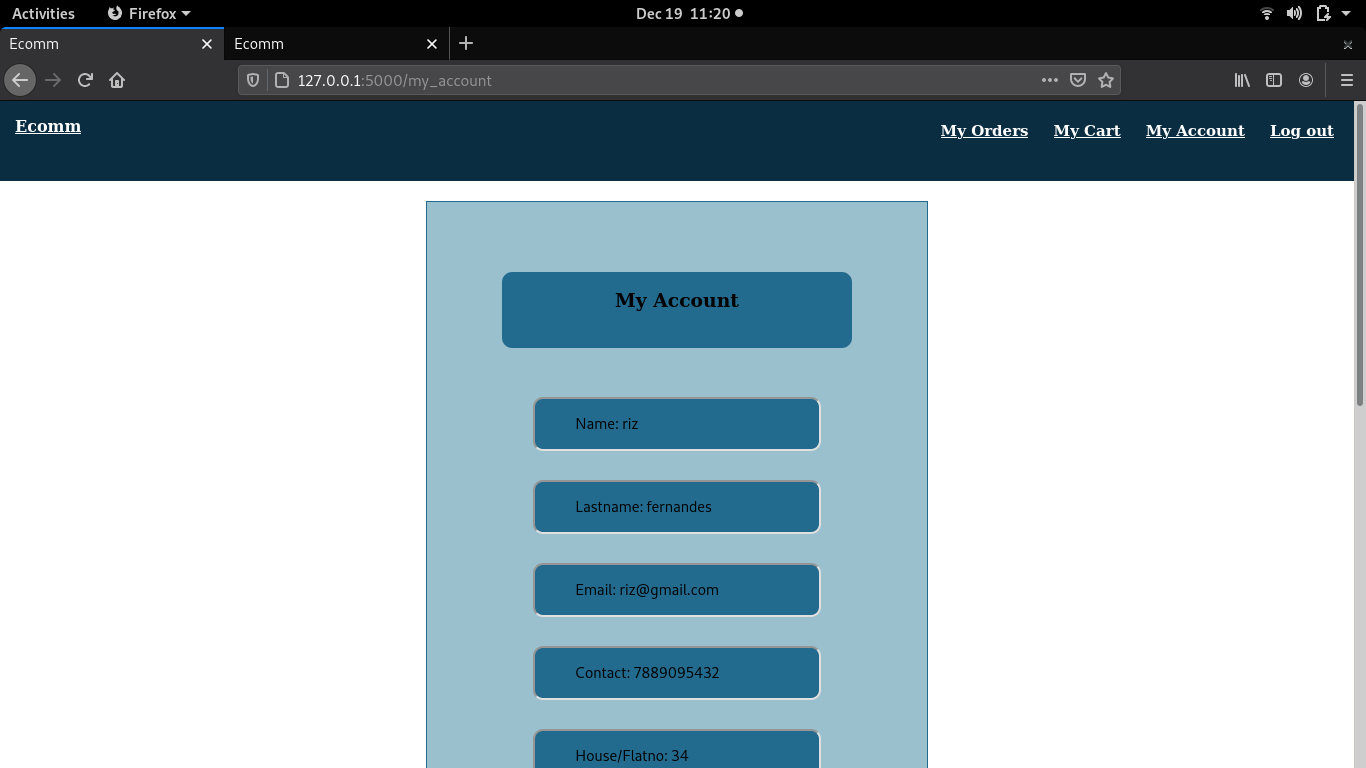 Activities Firefox Dec 19 11:20
Ecomm Ecomm
127.0.0.1:5000/my_account
Ecomm My Orders My Cart My Account Log out
My Account
Name: riz
Lastname: fernandes
Email: riz@gmail.com
Contact: 7889095432
House/Flatno: 34